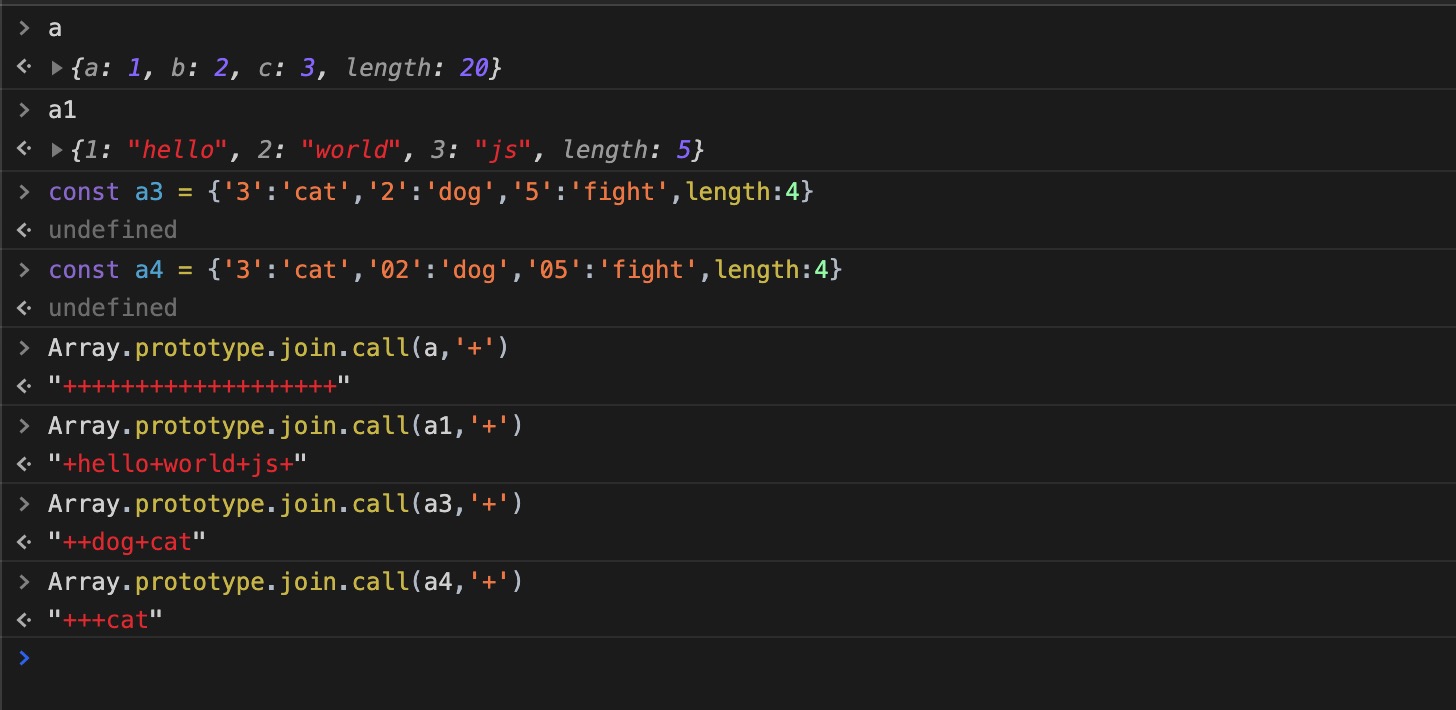 > a
<· ▶{a: 1, b: 2, c: 3, length: 20}
> a1
<· ▶{1: "hello", 2: "world", 3: "js", length: 5}
> const a3 = {'3':'cat','2':'dog','5':'fight',length:4}
<· undefined
> const a4 = {'3':'cat','02':'dog','05':'fight',length:4}
<· undefined
> Array.prototype.join.call(a,'+')
<· "+++++++++++++++++++"
> Array.prototype.join.call(a1,'+')
<· "+hello+world+js+"
> Array.prototype.join.call(a3,'+')
<· "++dog+cat"
> Array.prototype.join.call(a4,'+')
<· "+++cat"
>